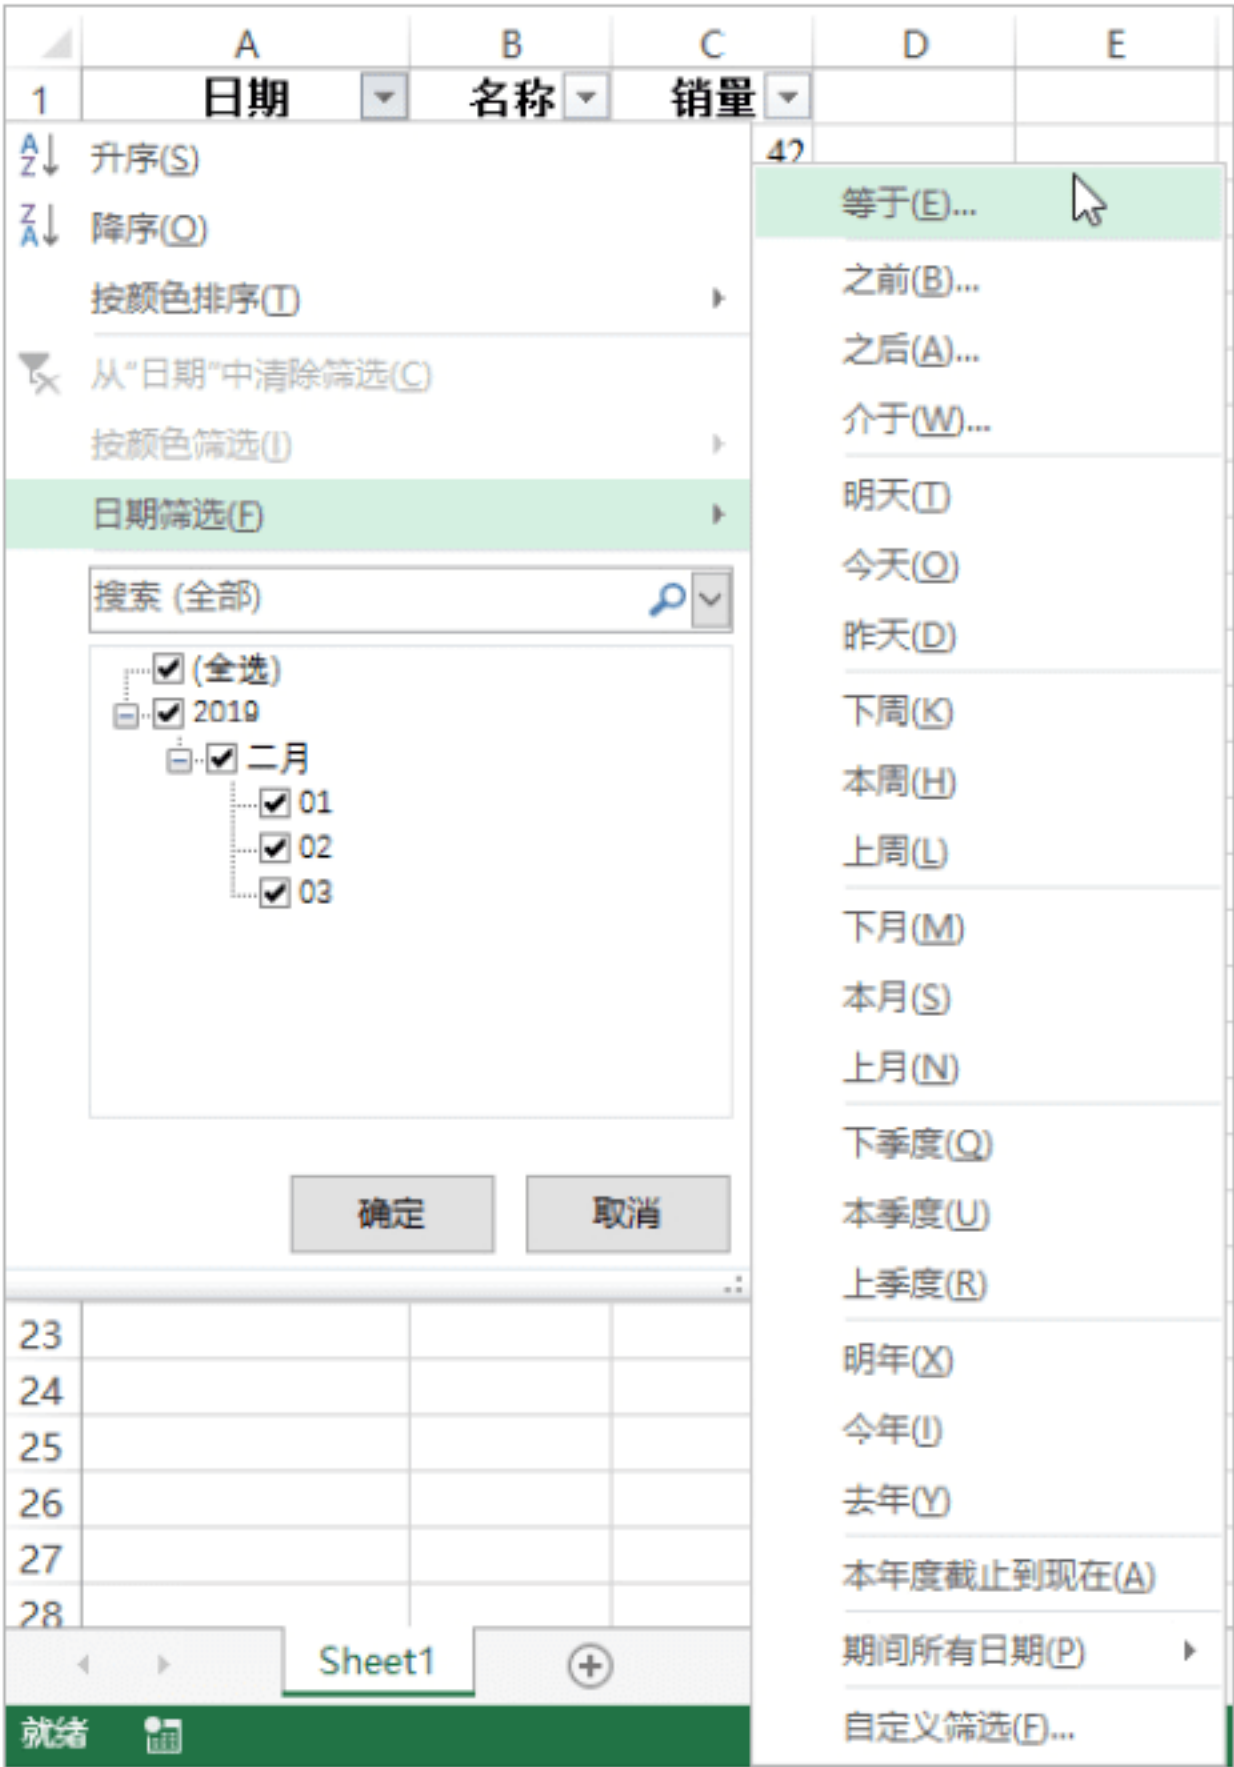 A B C D E
1 日期 名称 销量
42
升序(S)
降序(O)
按颜色排序(T)
从“日期”中清除筛选(C)
按颜色筛选(I)
日期筛选(F)
搜索 (全部)
(全选)
2019
二月
01
02
03
确定 取消
等于(E)...
之前(B)...
之后(A)...
介于(W)...
明天(T)
今天(O)
昨天(D)
下周(K)
本周(H)
上周(L)
下月(M)
本月(S)
上月(N)
下季度(Q)
本季度(U)
上季度(R)
明年(X)
今年(I)
去年(Y)
本年度截止到现在(A)
期间所有日期(P)
自定义筛选(F)...
23
24
25
26
27
28
Sheet1
就绪